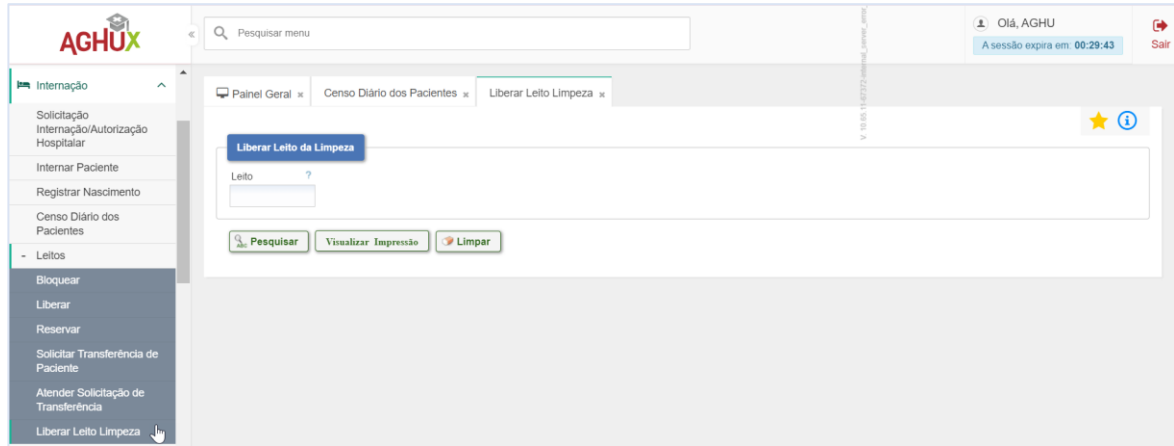 AGHUX
«
Pesquisar menu
Olá, AGHU
A sessão expira em: 00:29:43
Sair
Internação
Solicitação
Internação/Autorização
Hospitalar
Internar Paciente
Registrar Nascimento
Censo Diário dos
Pacientes
- Leitos
Bloquear
Liberar
Reservar
Solicitar Transferência de
Paciente
Atender Solicitação de
Transferência
Liberar Leito Limpeza
Painel Geral x
Censo Diário dos Pacientes x
Liberar Leito Limpeza x
Liberar Leito da Limpeza
Leito ?
Pesquisar
Visualizar Impressão
Limpar